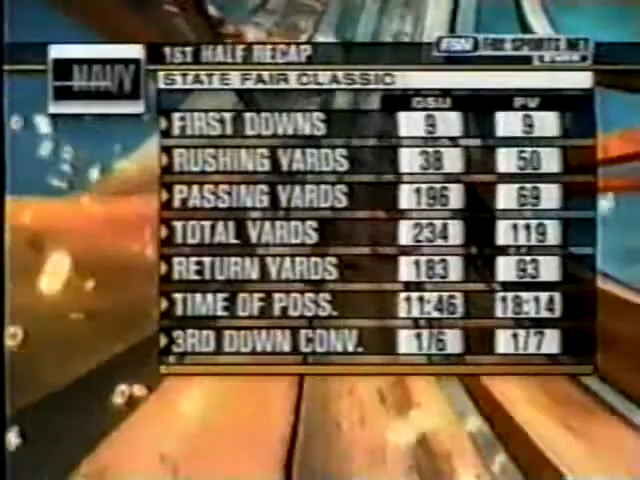 NAVY
1ST HALF RECAP
FSN FOX SPORTS NET
STATE FAIR CLASSIC
GSU PV
FIRST DOWNS 9 9
RUSHING YARDS 38 50
PASSING YARDS 196 69
TOTAL YARDS 234 119
RETURN YARDS 183 93
TIME OF POSS. 11:46 18:14
3RD DOWN CONV. 1/6 1/7